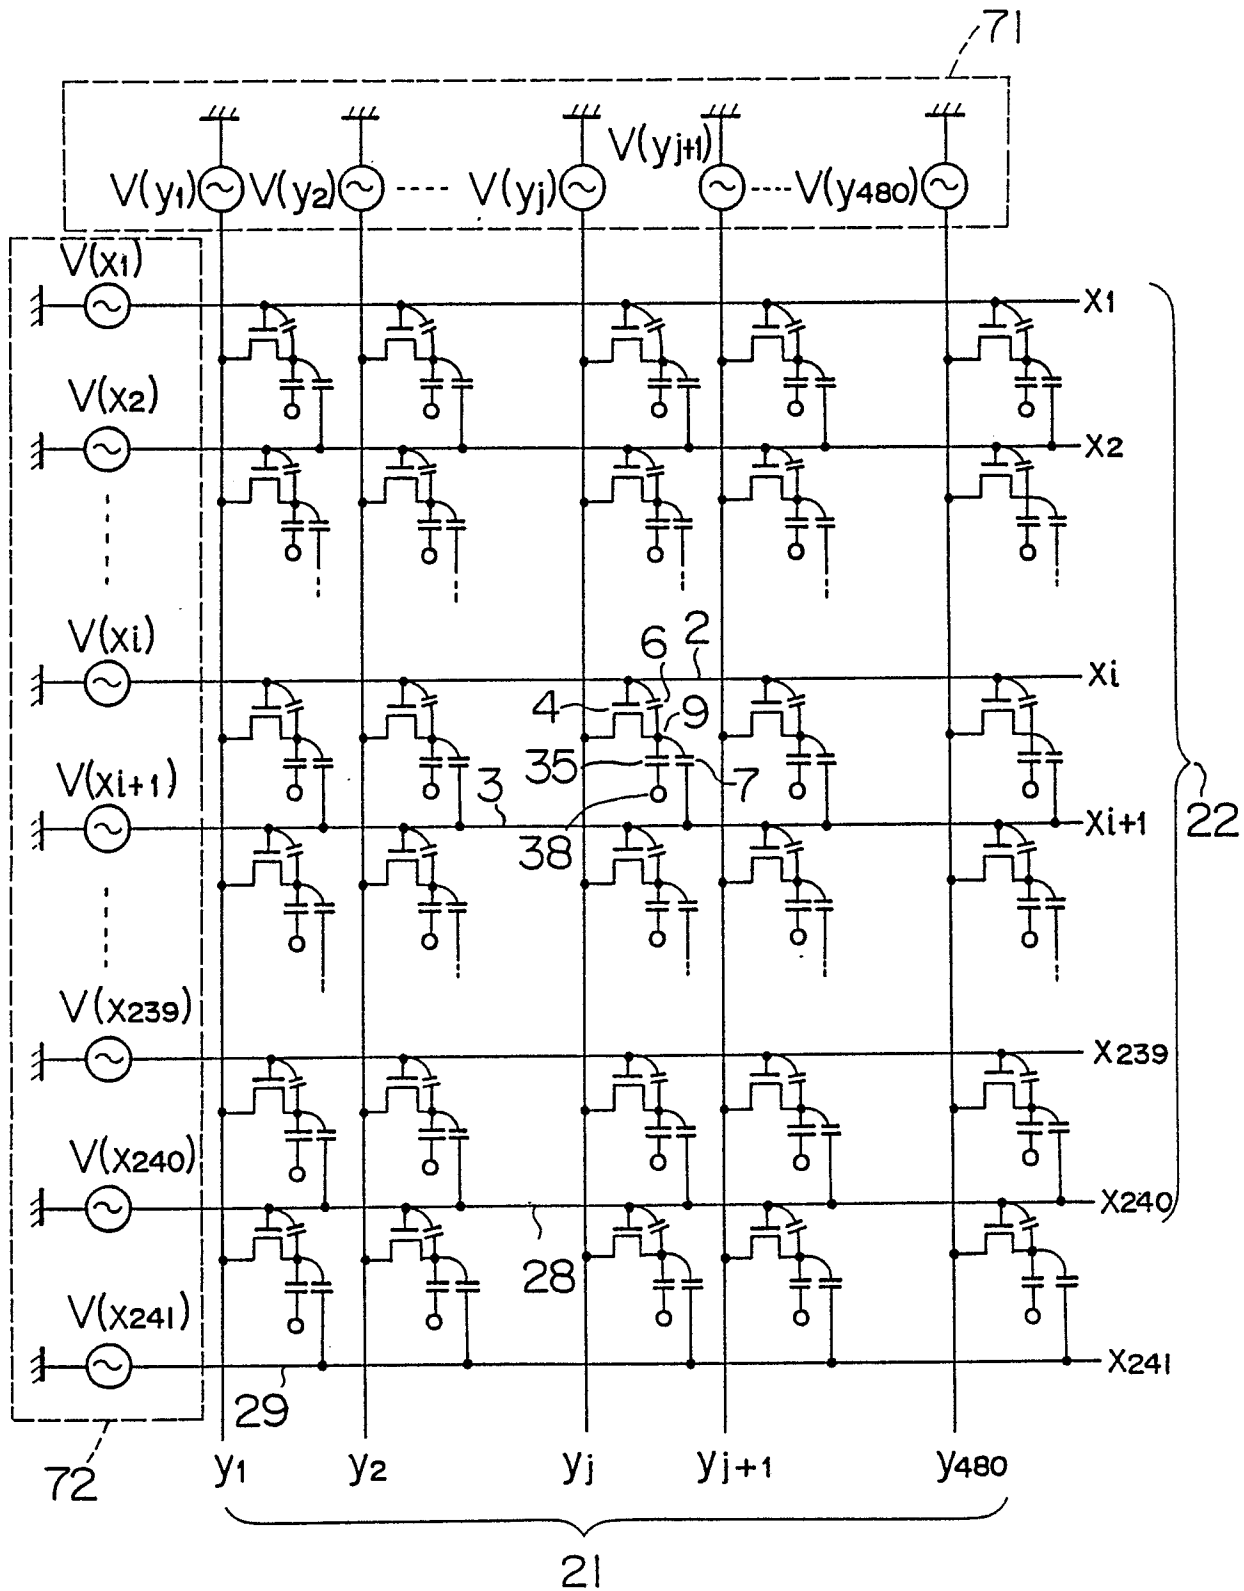 71
V(yj+1)
V(y1) V(y2) V(yj) V(y480)
V(x1)
x1
V(x2)
x2
V(xi)
6 2
xi
4 9
35 7
V(xi+1)
3
38
xi+1
22
V(x239)
x239
V(x240)
x240
28
V(x241)
x241
29
72
y1 y2 yj yj+1 y480
21